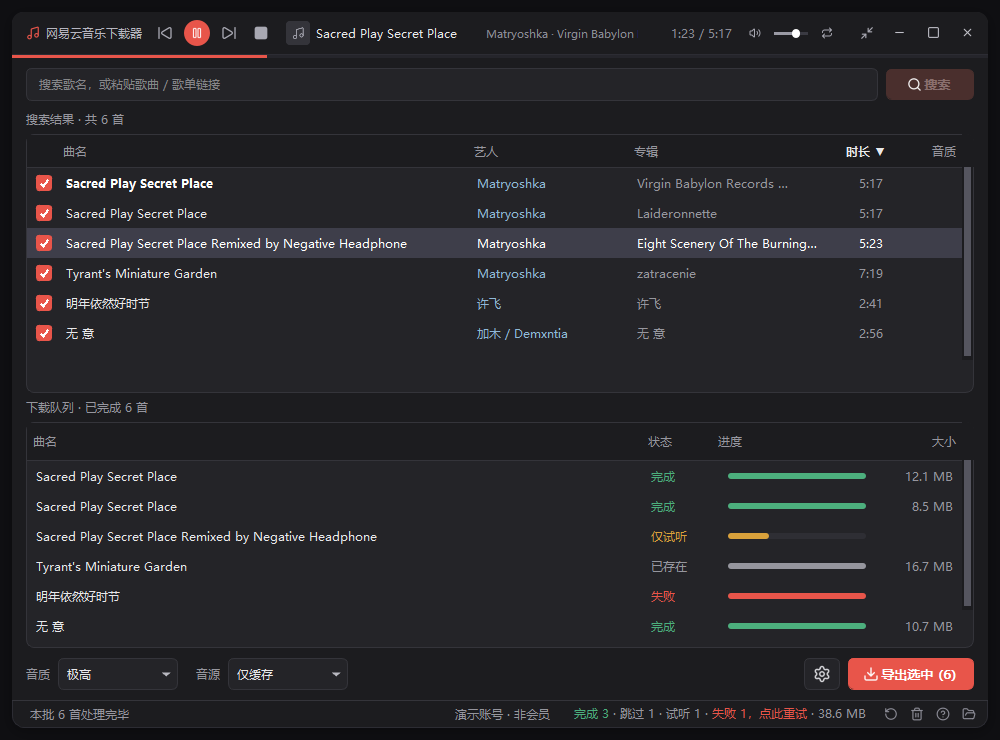 网易云音乐下载器 Sacred Play Secret Place Matryoshka · Virgin Babylon 1:23 / 5:17
搜索歌名，或粘贴歌曲 / 歌单链接 搜索
搜索结果 · 共 6 首
曲名 艺人 专辑 时长 ▼ 音质
Sacred Play Secret Place Matryoshka Virgin Babylon Records ... 5:17
Sacred Play Secret Place Matryoshka Laideronnette 5:17
Sacred Play Secret Place Remixed by Negative Headphone Matryoshka Eight Scenery Of The Burning... 5:23
Tyrant's Miniature Garden Matryoshka zatracenie 7:19
明年依然好时节 许飞 许飞 2:41
无 意 加木 / Demxntia 无 意 2:56
下载队列 · 已完成 6 首
曲名 状态 进度 大小
Sacred Play Secret Place 完成 12.1 MB
Sacred Play Secret Place 完成 8.5 MB
Sacred Play Secret Place Remixed by Negative Headphone 仅试听
Tyrant's Miniature Garden 已存在 16.7 MB
明年依然好时节 失败
无 意 完成 10.7 MB
音质 极高 音源 仅缓存 导出选中 (6)
本批 6 首处理完毕 演示账号 · 非会员 完成 3 · 跳过 1 · 试听 1 · 失败 1，点此重试 · 38.6 MB